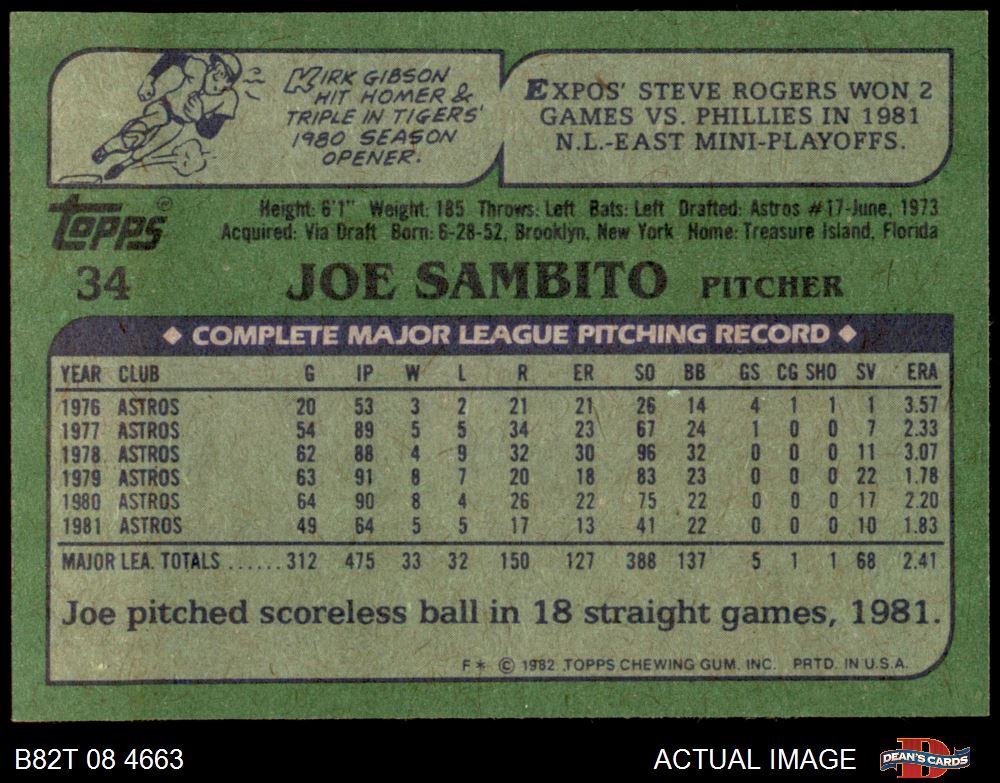 KIRK GIBSON
HIT HOMER &
TRIPLE IN TIGERS'
1980 SEASON
OPENER.
EXPOS' STEVE ROGERS WON 2
GAMES VS. PHILLIES IN 1981
N.L.-EAST MINI-PLAYOFFS.
TOPPS®
Height: 6'1" Weight: 185 Throws: Left Bats: Left Drafted: Astros #17-June, 1973
Acquired: Via Draft Born: 6-28-52, Brooklyn, New York Home: Treasure Island, Florida
34 JOE SAMBITO PITCHER
◆ COMPLETE MAJOR LEAGUE PITCHING RECORD ◆
YEAR CLUB G IP W L R ER SO BB GS CG SHO SV ERA
1976 ASTROS 20 53 3 2 21 21 26 14 4 1 1 1 3.57
1977 ASTROS 54 89 5 5 34 23 67 24 1 0 0 7 2.33
1978 ASTROS 62 88 4 9 32 30 96 32 0 0 0 11 3.07
1979 ASTROS 63 91 8 7 20 18 83 23 0 0 0 22 1.78
1980 ASTROS 64 90 8 4 26 22 75 22 0 0 0 17 2.20
1981 ASTROS 49 64 5 5 17 13 41 22 0 0 0 10 1.83
MAJOR LEA. TOTALS ......312 475 33 32 150 127 388 137 5 1 1 68 2.41
Joe pitched scoreless ball in 18 straight games, 1981.
F* © 1982 TOPPS CHEWING GUM. INC. PRTD. IN U.S.A.
B82T 08 4663
ACTUAL IMAGE
D
DEAN'S CARDS